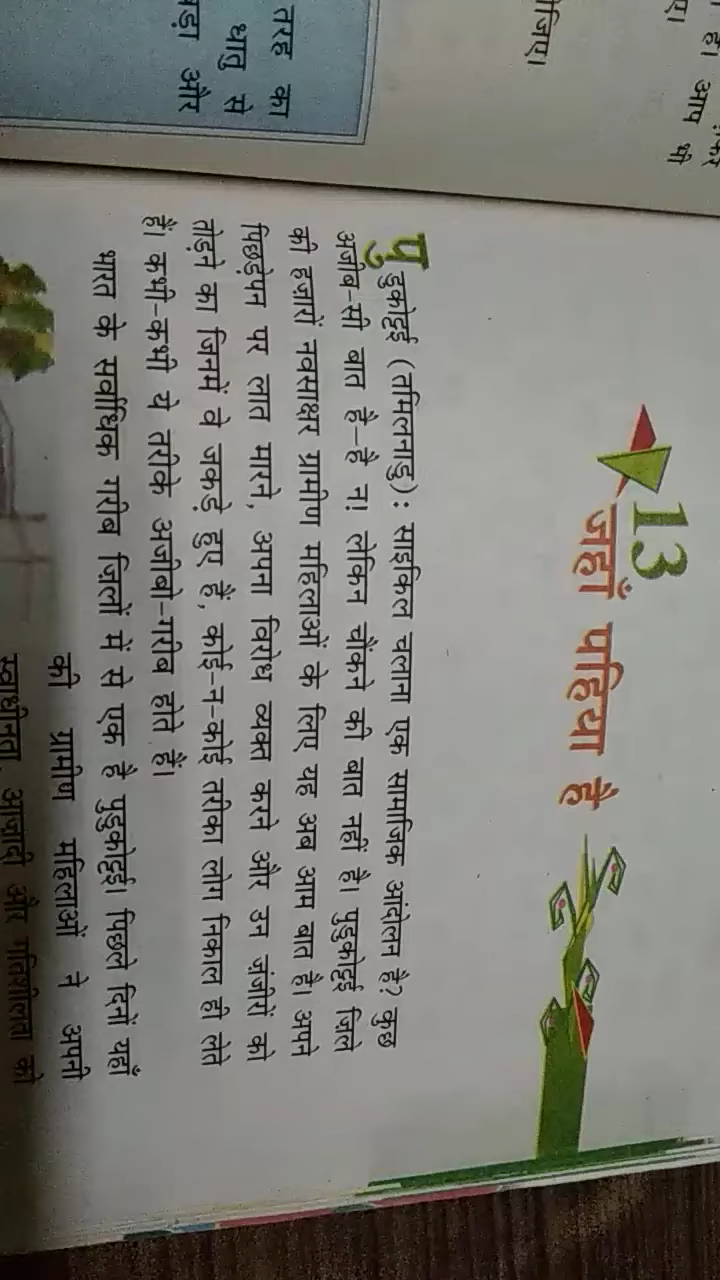 13
जहाँ पहिया है
पुडुकोट्टई (तमिलनाडु): साइकिल चलाना एक सामाजिक आंदोलन है? कुछ
अजीब-सी बात है-है न! लेकिन चौंकने की बात नहीं है। पुडुकोट्टई ज़िले
की हज़ारों नवसाक्षर ग्रामीण महिलाओं के लिए यह अब आम बात है। अपने
पिछड़ेपन पर लात मारने, अपना विरोध व्यक्त करने और उन ज़ंजीरों को
तोड़ने का जिनमें वे जकड़े हुए हैं, कोई-न-कोई तरीका लोग निकाल ही लेते
हैं। कभी-कभी ये तरीके अजीबो-गरीब होते हैं।
भारत के सर्वाधिक गरीब ज़िलों में से एक है पुडुकोट्टई। पिछले दिनों यहाँ
की ग्रामीण महिलाओं ने अपनी
स्वाधीनता, आज़ादी और गतिशीलता को
है। आप भी
तरह का
धातु से
और